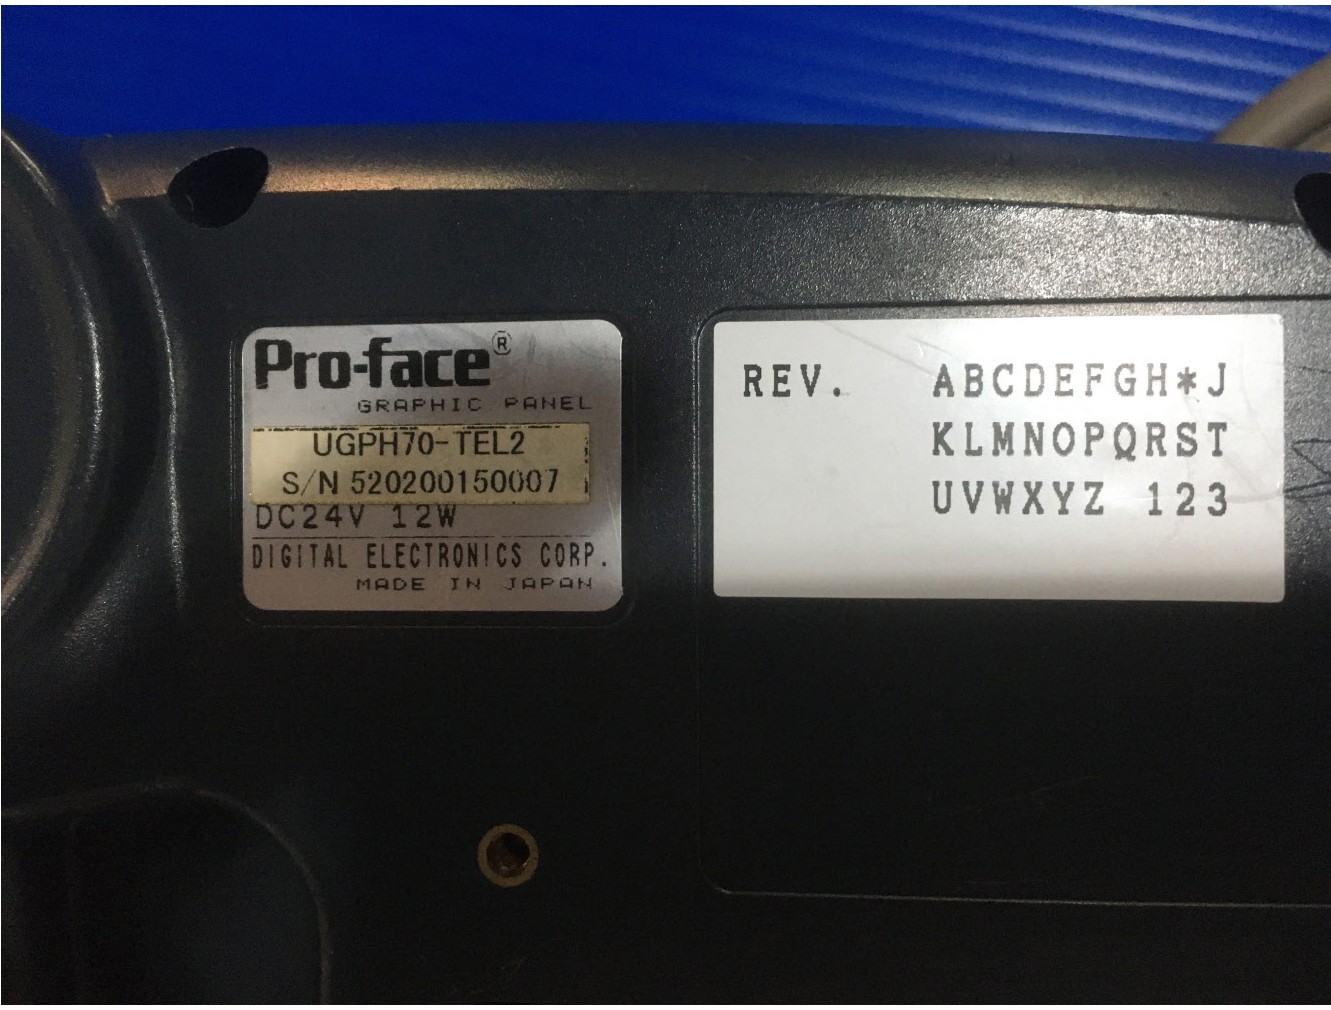 Pro-face®
GRAPHIC PANEL
UGPH70-TEL2
S/N 520200150007
DC24V 12W
DIGITAL ELECTRONICS CORP.
MADE IN JAPAN
REV. ABCDEFGH*J
KLMNOPQRST
UVWXYZ 123